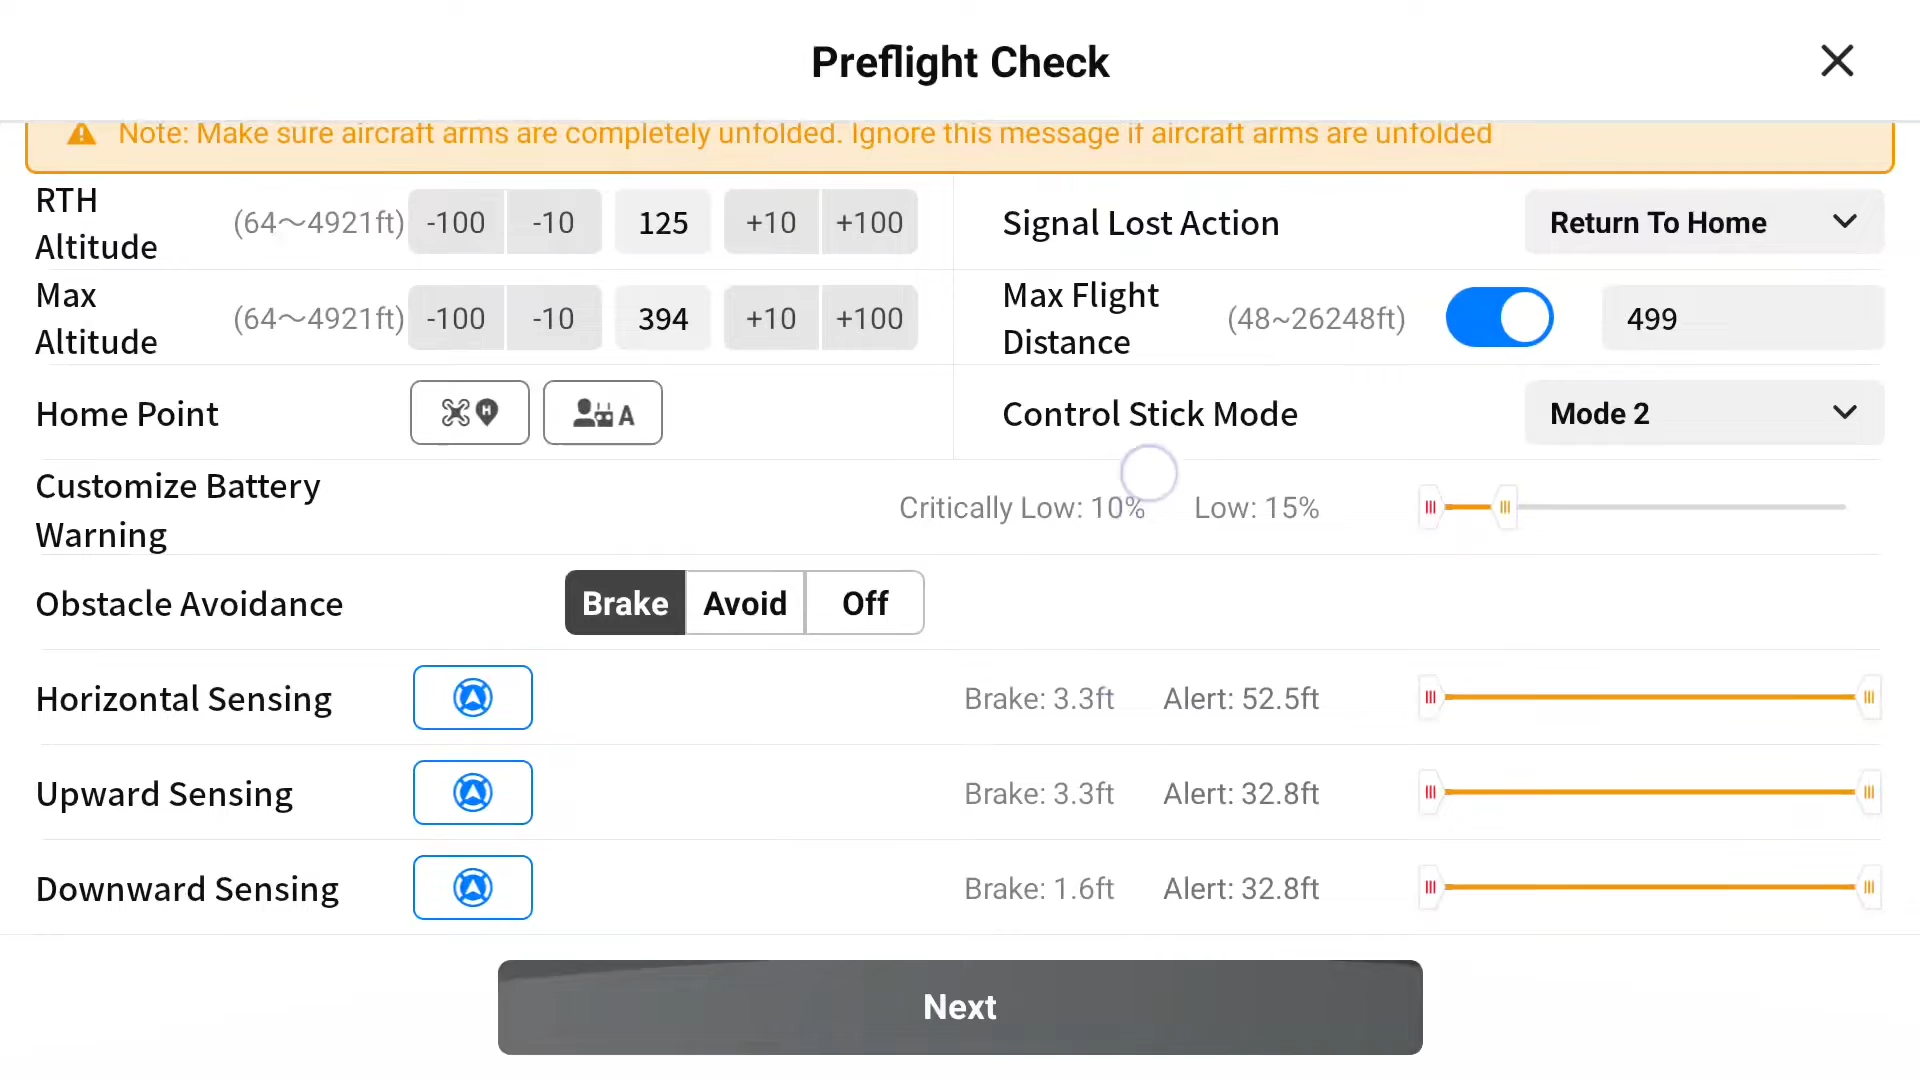 Preflight Check
Note: Make sure aircraft arms are completely unfolded. Ignore this message if aircraft arms are unfolded
RTH
Altitude
(64～4921ft)
-100
-10
125
+10
+100
Signal Lost Action
Return To Home
Max
Altitude
(64～4921ft)
-100
-10
394
+10
+100
Max Flight
Distance
(48~26248ft)
499
Home Point
H
A
Control Stick Mode
Mode 2
Customize Battery
Warning
Critically Low: 10%
Low: 15%
Obstacle Avoidance
Brake
Avoid
Off
Horizontal Sensing
Brake: 3.3ft
Alert: 52.5ft
Upward Sensing
Brake: 3.3ft
Alert: 32.8ft
Downward Sensing
Brake: 1.6ft
Alert: 32.8ft
Next